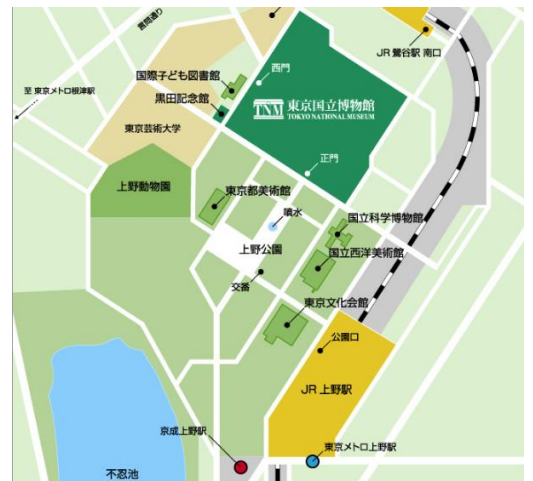 言問通り
JR 鶯谷駅 南口
国際子ども図書館
西門
至 東京メトロ根津駅
黒田記念館
TNM 東京国立博物館
TOKYO NATIONAL MUSEUM
東京芸術大学
正門
上野動物園
東京都美術館
噴水
国立科学博物館
上野公園
国立西洋美術館
交番
東京文化会館
公園口
JR 上野駅
京成上野駅
東京メトロ上野駅
不忍池